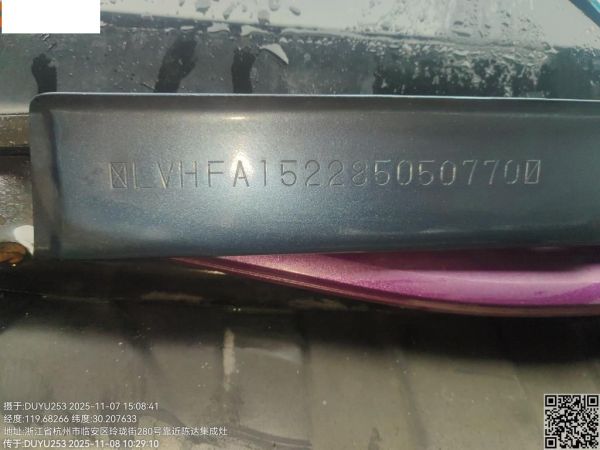 LVHFA152285050770
摄于:DUYU253 2025-11-07 15:08:41
经度:119.68266 纬度:30.207633
地址:浙江省杭州市临安区玲珑街280号靠近陈达集成灶
传于:DUYU253 2025-11-08 10:29:10